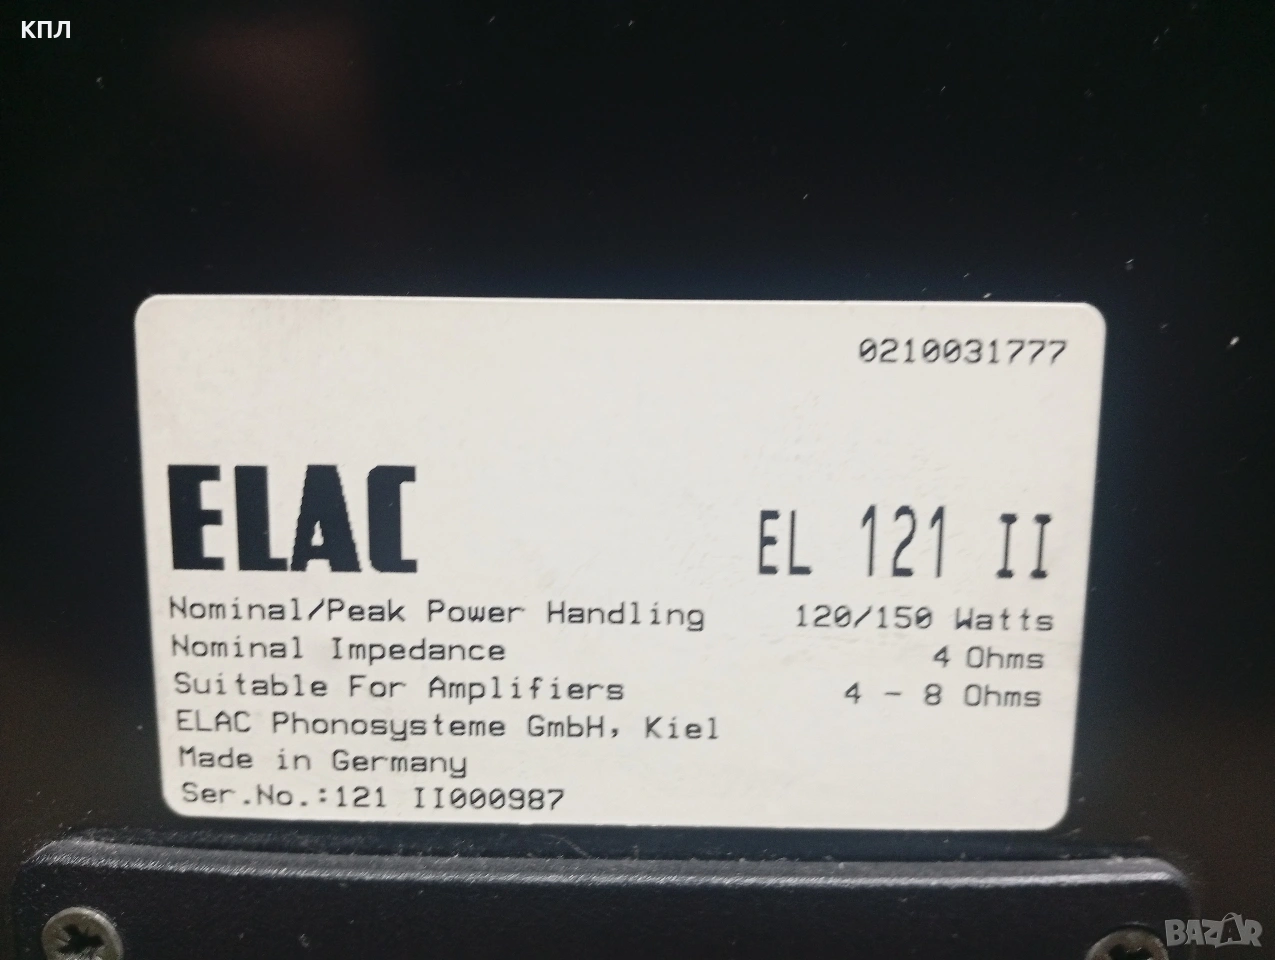 КПЛ
0210031777
ELAC
EL 121 II
Nominal/Peak Power Handling 120/150 Watts
Nominal Impedance 4 Ohms
Suitable For Amplifiers 4 - 8 Ohms
ELAC Phonosysteme GmbH, Kiel
Made in Germany
Ser.No.:121 II000987
BAZAR